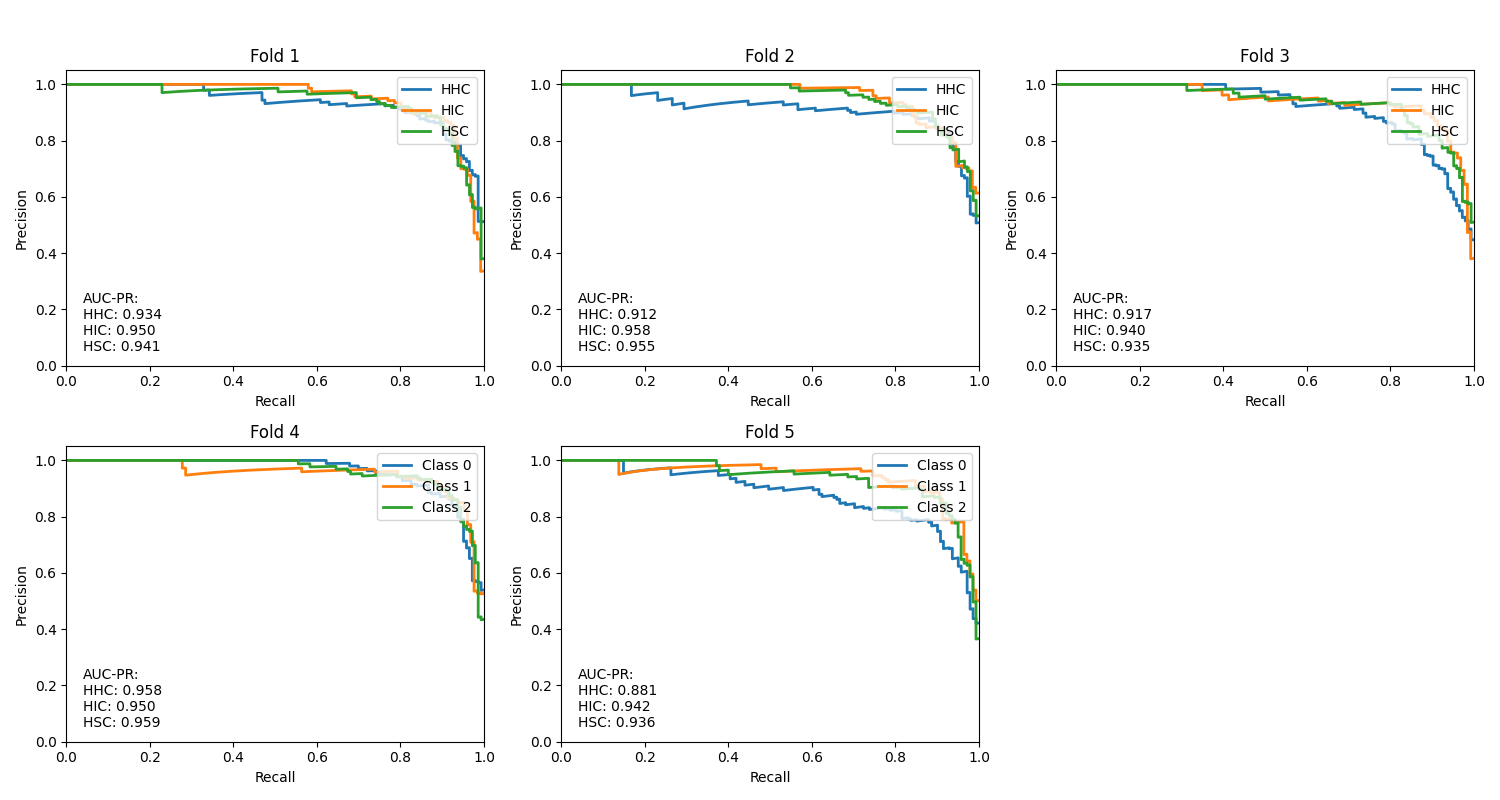 Fold 1
1.0
0.8
0.6
0.4
0.2
0.0
Precision
HHC
HIC
HSC
AUC-PR:
HHC: 0.934
HIC: 0.950
HSC: 0.941
0.0 0.2 0.4 0.6 0.8 1.0
Recall
Fold 2
1.0
0.8
0.6
0.4
0.2
0.0
Precision
HHC
HIC
HSC
AUC-PR:
HHC: 0.912
HIC: 0.958
HSC: 0.955
0.0 0.2 0.4 0.6 0.8 1.0
Recall
Fold 3
1.0
0.8
0.6
0.4
0.2
0.0
Precision
HHC
HIC
HSC
AUC-PR:
HHC: 0.917
HIC: 0.940
HSC: 0.935
0.0 0.2 0.4 0.6 0.8 1.0
Recall
Fold 4
1.0
0.8
0.6
0.4
0.2
0.0
Precision
Class 0
Class 1
Class 2
AUC-PR:
HHC: 0.958
HIC: 0.950
HSC: 0.959
0.0 0.2 0.4 0.6 0.8 1.0
Recall
Fold 5
1.0
0.8
0.6
0.4
0.2
0.0
Precision
Class 0
Class 1
Class 2
AUC-PR:
HHC: 0.881
HIC: 0.942
HSC: 0.936
0.0 0.2 0.4 0.6 0.8 1.0
Recall